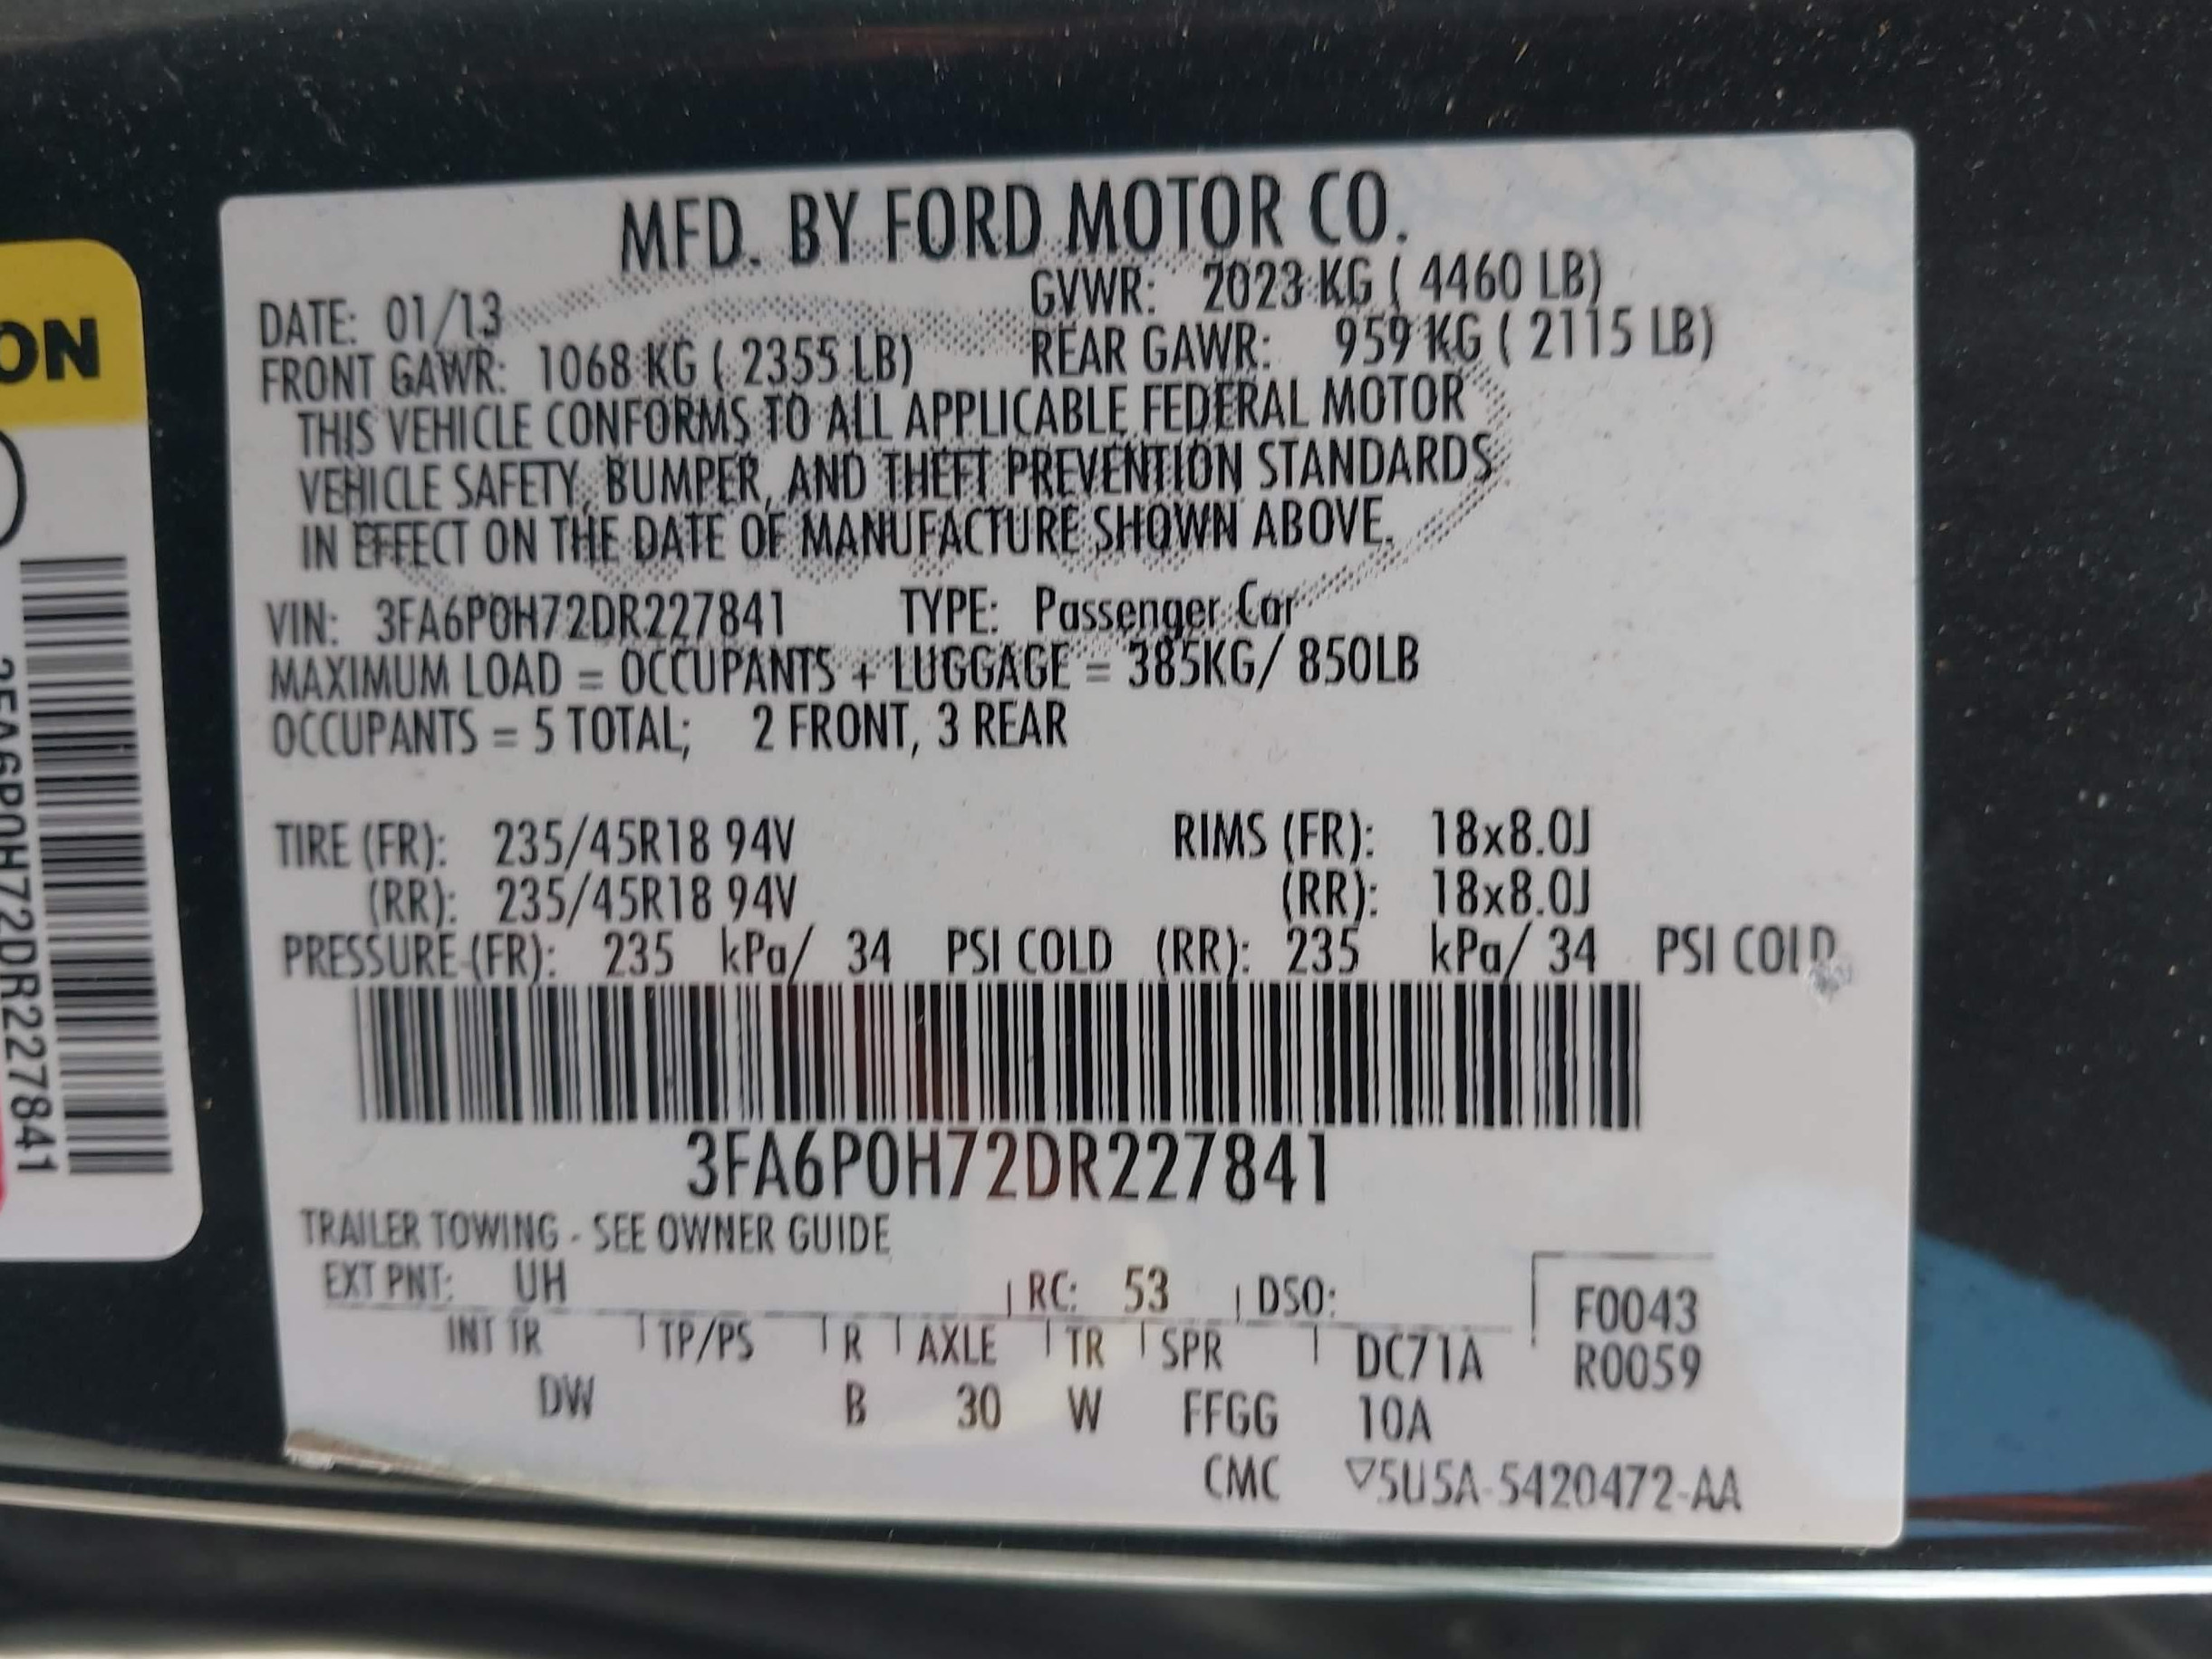 MFD. BY FORD MOTOR CO.
DATE: 01/13 GVWR: 2023 KG ( 4460 LB)
FRONT GAWR: 1068 KG ( 2355 LB) REAR GAWR: 959 KG ( 2115 LB)
THIS VEHICLE CONFORMS TO ALL APPLICABLE FEDERAL MOTOR
VEHICLE SAFETY, BUMPER, AND THEFT PREVENTION STANDARDS
IN EFFECT ON THE DATE OF MANUFACTURE SHOWN ABOVE.
VIN: 3FA6P0H72DR227841 TYPE: Passenger Car
MAXIMUM LOAD = OCCUPANTS + LUGGAGE = 385KG/ 850LB
OCCUPANTS = 5 TOTAL; 2 FRONT, 3 REAR
TIRE (FR): 235/45R18 94V RIMS (FR): 18x8.0J
(RR): 235/45R18 94V (RR): 18x8.0J
PRESSURE (FR): 235 kPa/ 34 PSI COLD (RR): 235 kPa/ 34 PSI COLD
3FA6P0H72DR227841
TRAILER TOWING - SEE OWNER GUIDE
EXT PNT: UH RC: 53 DSO: F0043
INT TR TP/PS R AXLE TR SPR DC71A R0059
DW B 30 W FFGG 10A
CMC ▽5U5A-5420472-AA
ON
3FA6P0H72DR227841